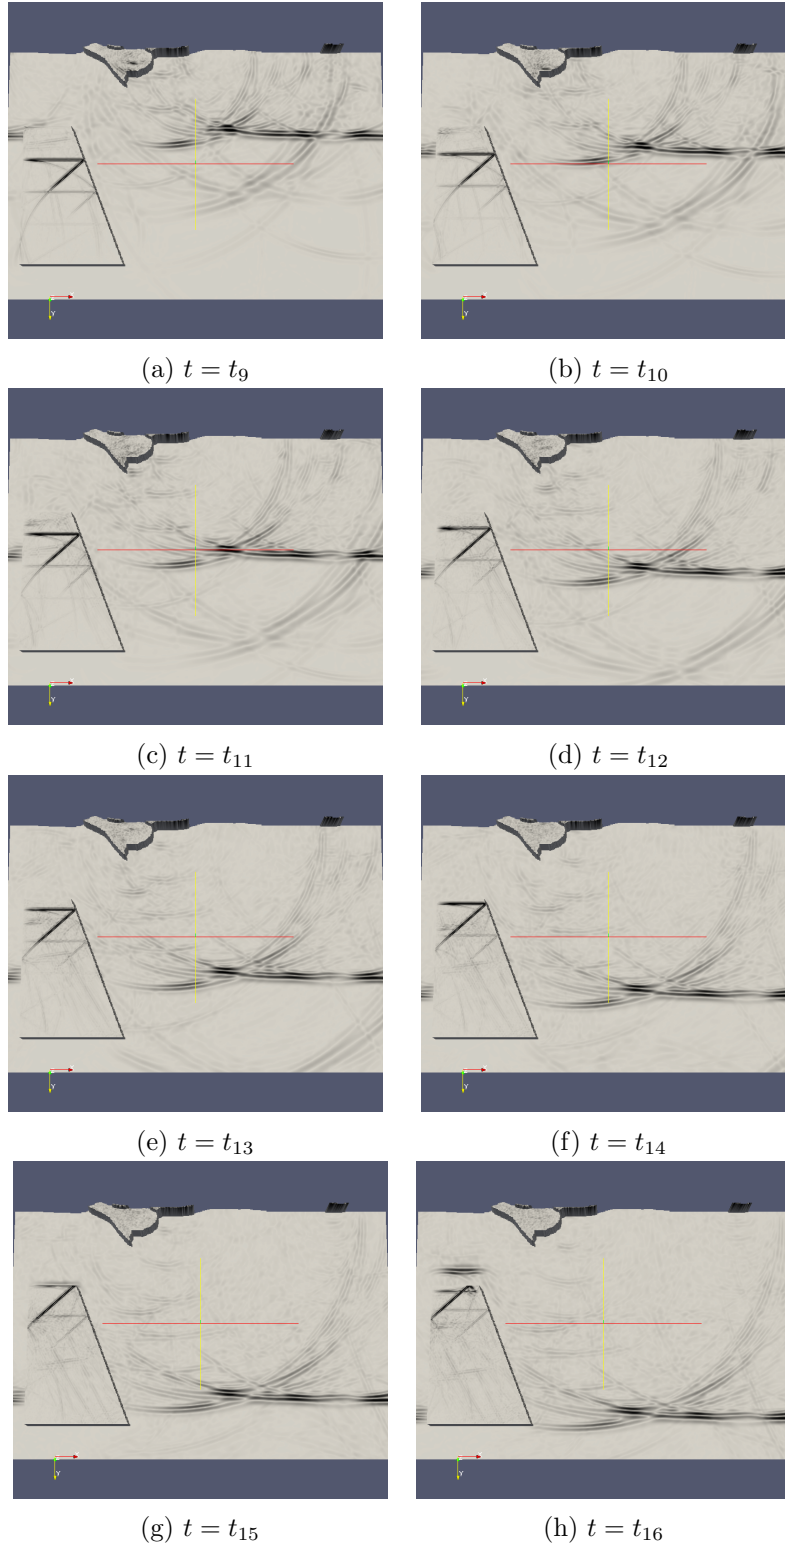 (a) t = t₉
(b) t = t₁₀
Y
Y
(c) t = t₁₁
(d) t = t₁₂
Y
Y
(e) t = t₁₃
(f) t = t₁₄
Y
Y
(g) t = t₁₅
(h) t = t₁₆
Y
Y